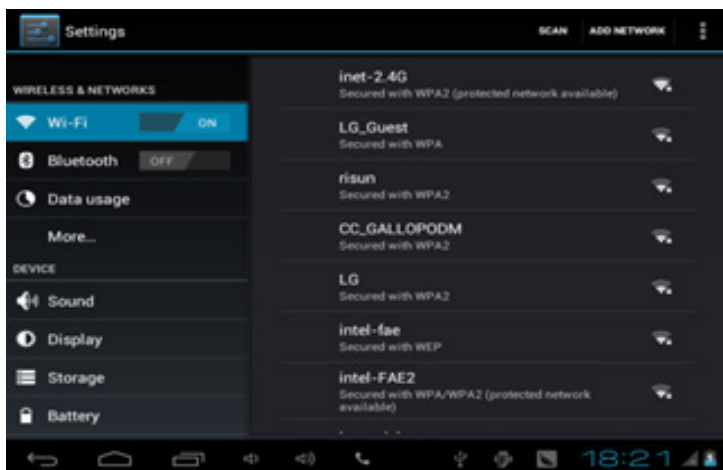 Settings
SCAN
ADD NETWORK
WIRELESS & NETWORKS
Wi-Fi
ON
Bluetooth
OFF
Data usage
More...
DEVICE
Sound
Display
Storage
Battery
inet-2.4G
Secured with WPA2 (protected network available)
LG_Guest
Secured with WPA
risun
Secured with WPA2
CC_GALLOPODM
Secured with WPA2
LG
Secured with WPA2
intel-fae
Secured with WEP
intel-FAE2
Secured with WPA/WPA2 (protected network
available)
18:21